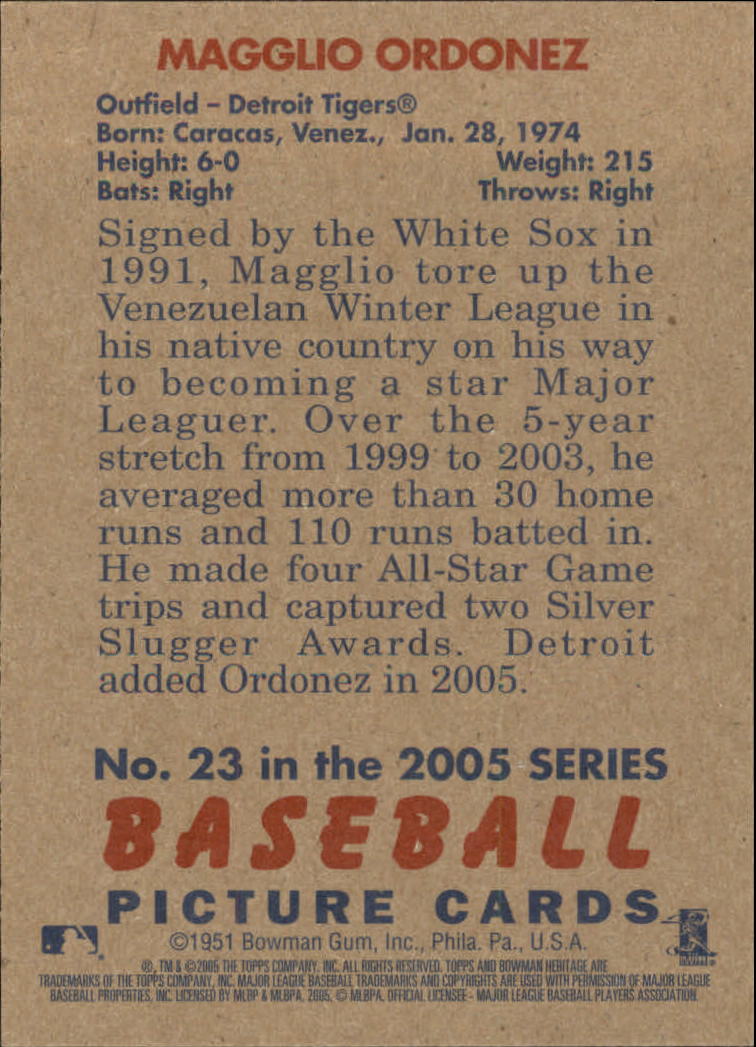 MAGGLIO ORDONEZ
Outfield – Detroit Tigers®
Born: Caracas, Venez., Jan. 28, 1974
Height: 6-0 Weight: 215
Bats: Right Throws: Right
Signed by the White Sox in
1991, Magglio tore up the
Venezuelan Winter League in
his native country on his way
to becoming a star Major
Leaguer. Over the 5-year
stretch from 1999 to 2003, he
averaged more than 30 home
runs and 110 runs batted in.
He made four All-Star Game
trips and captured two Silver
Slugger Awards. Detroit
added Ordonez in 2005.
No. 23 in the 2005 SERIES
BASEBALL
PICTURE CARDS
©1951 Bowman Gum, Inc., Phila. Pa., U.S.A.
®, TM & ©2005 THE TOPPS COMPANY, INC. ALL RIGHTS RESERVED. TOPPS AND BOWMAN HERITAGE ARE
TRADEMARKS OF THE TOPPS COMPANY, INC. MAJOR LEAGUE BASEBALL TRADEMARKS AND COPYRIGHTS ARE USED WITH PERMISSION OF MAJOR LEAGUE
BASEBALL PROPERTIES, INC. LICENSED BY MLBP & MLBPA, 2005. © MLBPA. OFFICIAL LICENSEE - MAJOR LEAGUE BASEBALL PLAYERS ASSOCIATION.